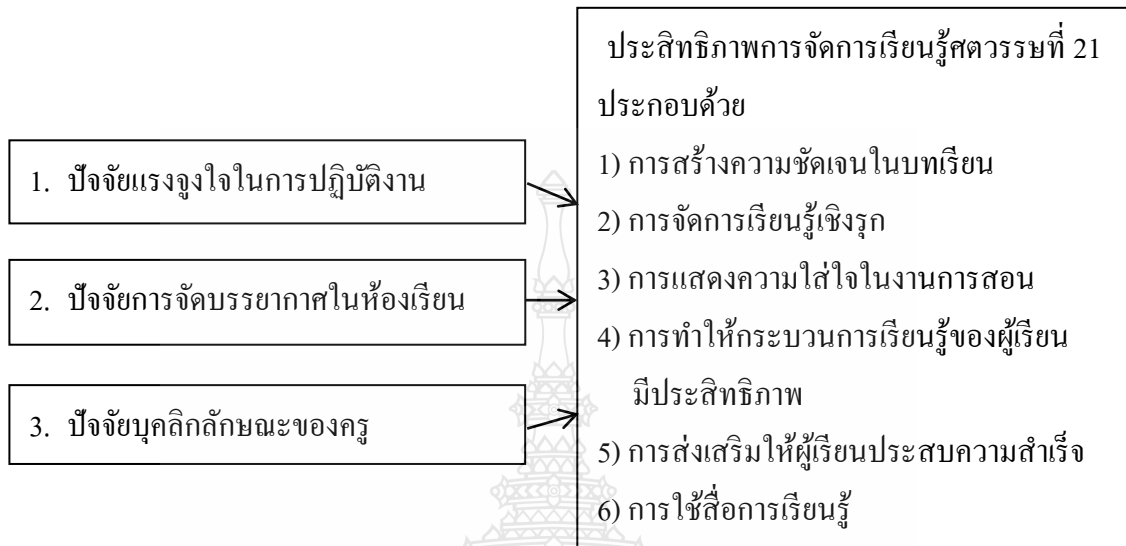 1. ปัจจัยแรงจูงใจในการปฏิบัติงาน
2. ปัจจัยการจัดบรรยากาศในห้องเรียน
3. ปัจจัยบุคลิกลักษณะของครู
ประสิทธิภาพการจัดการเรียนรู้ศตวรรษที่ 21
ประกอบด้วย
1) การสร้างความชัดเจนในบทเรียน
2) การจัดการเรียนรู้เชิงรุก
3) การแสดงความใส่ใจในงานการสอน
4) การทำให้กระบวนการเรียนรู้ของผู้เรียน
มีประสิทธิภาพ
5) การส่งเสริมให้ผู้เรียนประสบความสำเร็จ
6) การใช้สื่อการเรียนรู้